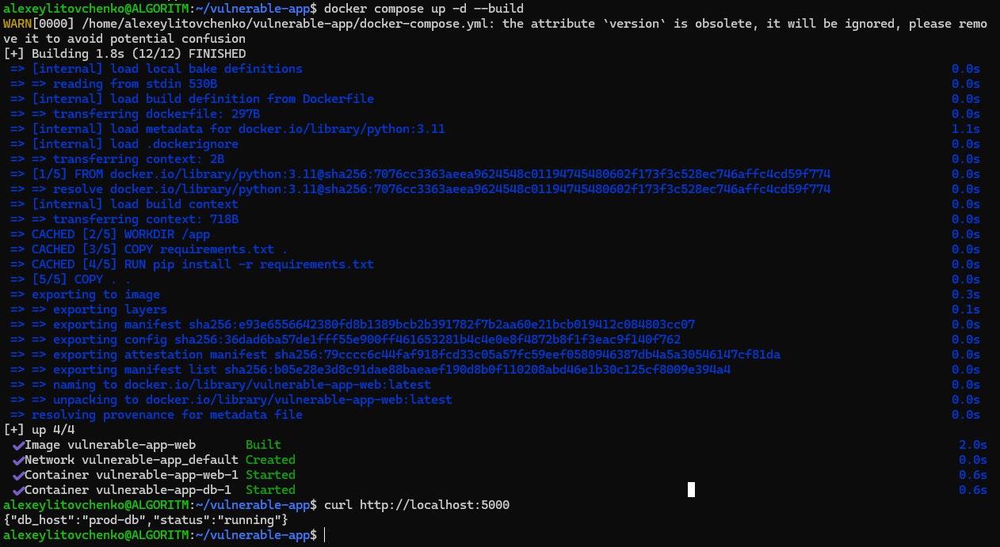 alexeylitovchenko@ALGORITM:~/vulnerable-app$ docker compose up -d --build
WARN[0000] /home/alexeylitovchenko/vulnerable-app/docker-compose.yml: the attribute `version` is obsolete, it will be ignored, please remo
ve it to avoid potential confusion
[+] Building 1.8s (12/12) FINISHED
=> [internal] load local bake definitions 0.0s
=> => reading from stdin 530B 0.0s
=> [internal] load build definition from Dockerfile 0.0s
=> => transferring dockerfile: 297B 0.0s
=> [internal] load metadata for docker.io/library/python:3.11 1.1s
=> [internal] load .dockerignore 0.0s
=> => transferring context: 2B 0.0s
=> [1/5] FROM docker.io/library/python:3.11@sha256:7076cc3363aeea9624548c01194745480602f173f3c528ec746affc4cd59f774 0.0s
=> => resolve docker.io/library/python:3.11@sha256:7076cc3363aeea9624548c01194745480602f173f3c528ec746affc4cd59f774 0.0s
=> [internal] load build context 0.0s
=> => transferring context: 718B 0.0s
=> CACHED [2/5] WORKDIR /app 0.0s
=> CACHED [3/5] COPY requirements.txt . 0.0s
=> CACHED [4/5] RUN pip install -r requirements.txt 0.0s
=> [5/5] COPY . . 0.0s
=> exporting to image 0.3s
=> => exporting layers 0.1s
=> => exporting manifest sha256:e93e6556642380fd8b1389bcb2b391782f7b2aa60e21bcb019412c084803cc07 0.0s
=> => exporting config sha256:36dad6ba57de1fff55e900ff461653281b4c4e0e8f4872b8f1f3eac9f140f762 0.0s
=> => exporting attestation manifest sha256:79cccc6c44faf918fcd33c05a57fc59eef0580946387db4a5a30546147cf81da 0.0s
=> => exporting manifest list sha256:b05e28e3d8c91dae88baeaef190d8b0f110208abd46e1b30c125cf8009e394a4 0.0s
=> => naming to docker.io/library/vulnerable-app-web:latest 0.0s
=> => unpacking to docker.io/library/vulnerable-app-web:latest 0.0s
=> resolving provenance for metadata file 0.0s
[+] up 4/4
✔Image vulnerable-app-web Built 2.0s
✔Network vulnerable-app_default Created 0.0s
✔Container vulnerable-app-web-1 Started 0.6s
✔Container vulnerable-app-db-1 Started 0.6s
alexeylitovchenko@ALGORITM:~/vulnerable-app$ curl http://localhost:5000
{"db_host":"prod-db","status":"running"}
alexeylitovchenko@ALGORITM:~/vulnerable-app$